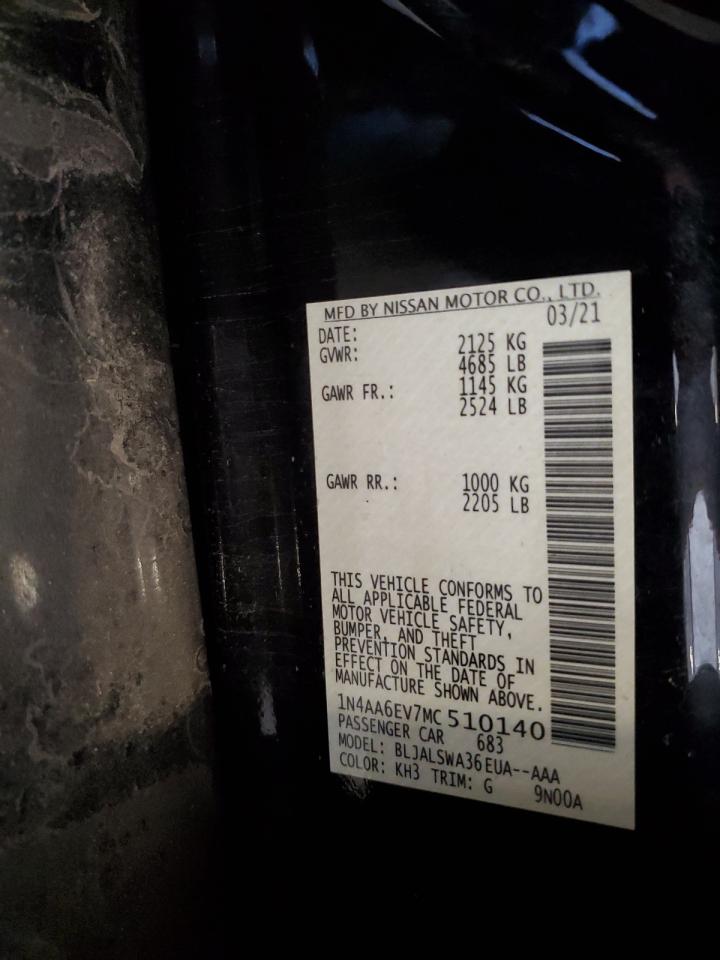 MFD BY NISSAN MOTOR CO., LTD.
DATE: 03/21
GVWR: 2125 KG
4685 LB
GAWR FR.: 1145 KG
2524 LB
GAWR RR.: 1000 KG
2205 LB
THIS VEHICLE CONFORMS TO
ALL APPLICABLE FEDERAL
MOTOR VEHICLE SAFETY,
BUMPER, AND THEFT
PREVENTION STANDARDS IN
EFFECT ON THE DATE OF
MANUFACTURE SHOWN ABOVE.
1N4AA6EV7MC510140
PASSENGER CAR 683
MODEL: BLJALSWA36EUA--AAA
COLOR: KH3 TRIM: G 9N00A